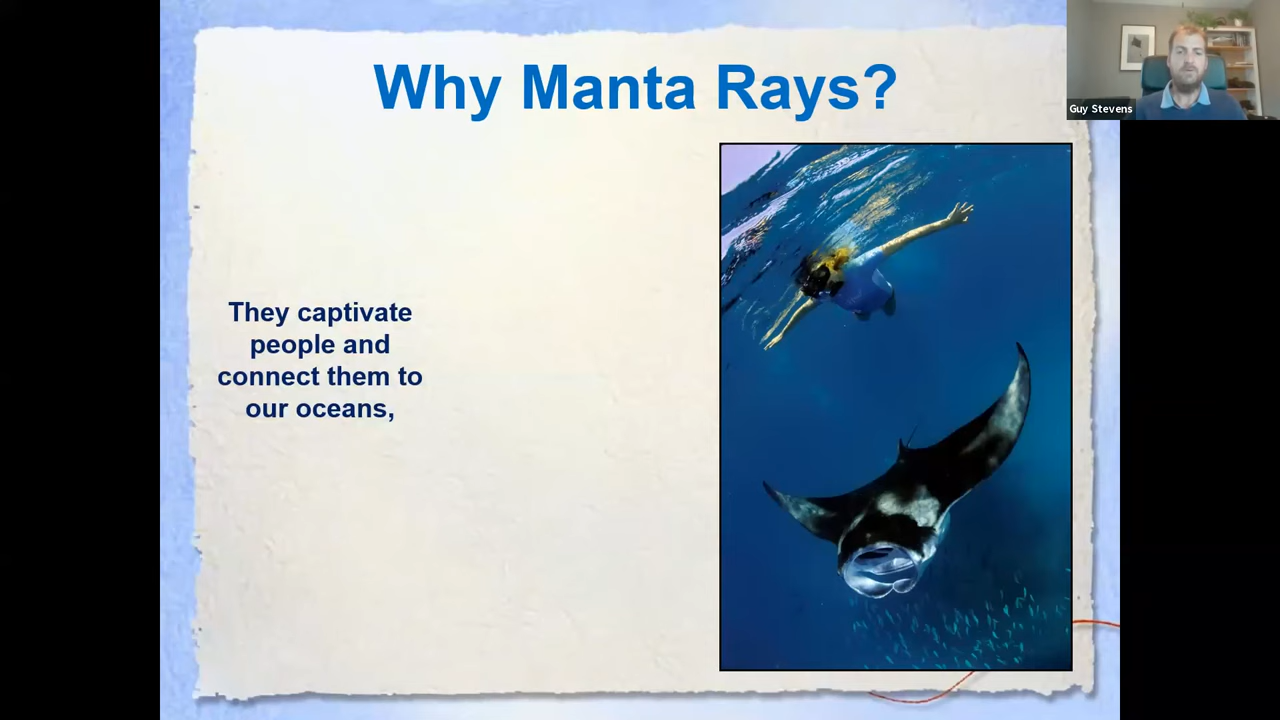 Why Manta Rays?
Guy Stevens
They captivate
people and
connect them to
our oceans,